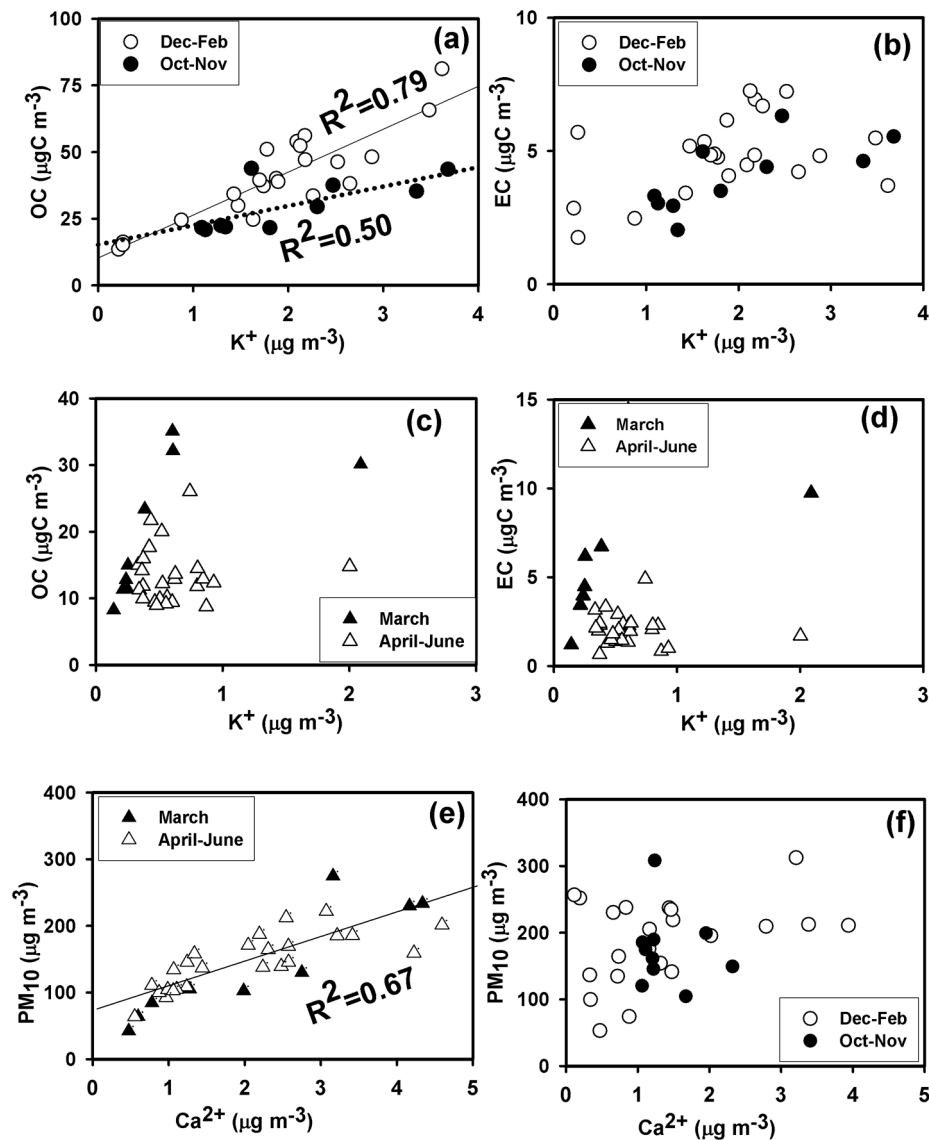 (a)
Dec-Feb
Oct-Nov
R²=0.79
R²=0.50
OC (µgC m⁻³)
100
75
50
25
0
0 1 2 3 4
K⁺ (µg m⁻³)
(b)
Dec-Feb
Oct-Nov
EC (µgC m⁻³)
10
5
0
0 1 2 3 4
K⁺ (µg m⁻³)
(c)
OC (µgC m⁻³)
40
30
20
10
0
March
April-June
0 1 2 3
K⁺ (µg m⁻³)
(d)
March
April-June
EC (µgC m⁻³)
15
10
5
0
0 1 2 3
K⁺ (µg m⁻³)
(e)
March
April-June
R²=0.67
PM₁₀ (µg m⁻³)
400
300
200
100
0
0 1 2 3 4 5
Ca²⁺ (µg m⁻³)
(f)
PM₁₀ (µg m⁻³)
400
300
200
100
0
Dec-Feb
Oct-Nov
0 1 2 3 4 5
Ca²⁺ (µg m⁻³)